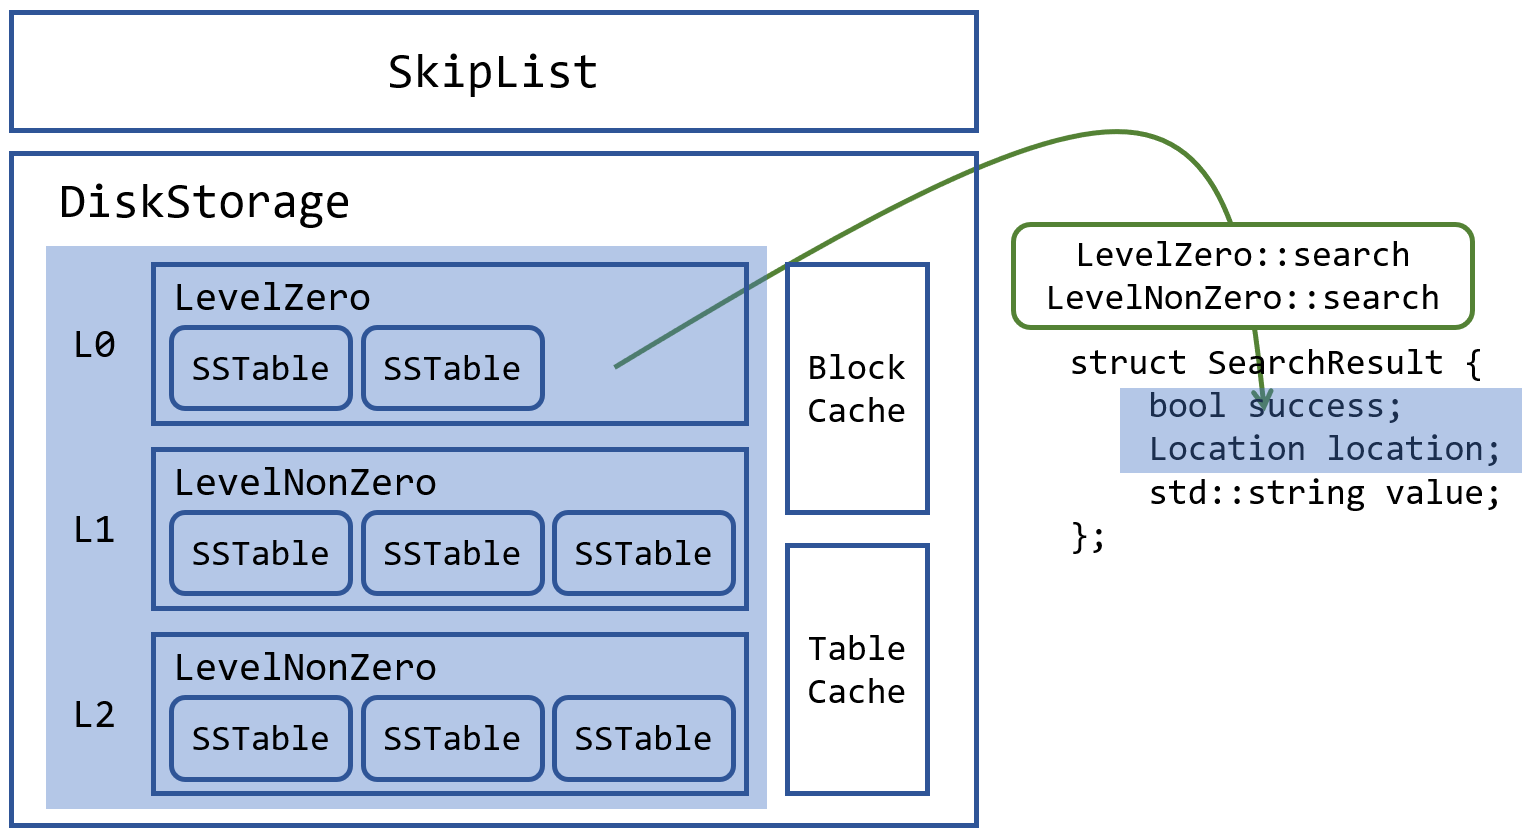 SkipList
DiskStorage
L0
LevelZero
SSTable SSTable
L1
LevelNonZero
SSTable SSTable SSTable
L2
LevelNonZero
SSTable SSTable SSTable
Block
Cache
Table
Cache
LevelZero::search
LevelNonZero::search
struct SearchResult {
    bool success;
    Location location;
    std::string value;
};